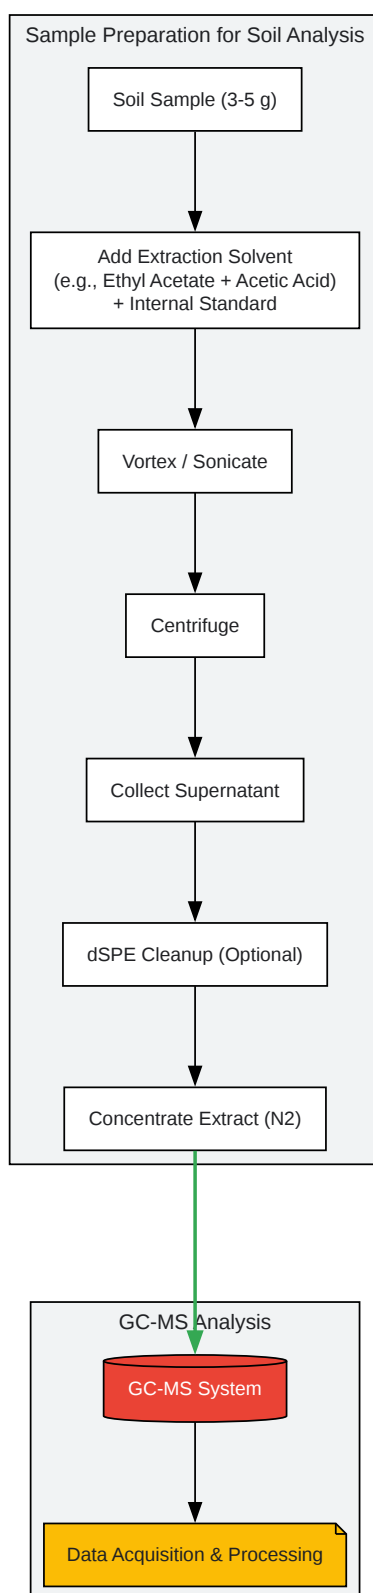 Sample Preparation for Soil Analysis
Soil Sample (3-5 g)
Add Extraction Solvent
(e.g., Ethyl Acetate + Acetic Acid)
+ Internal Standard
Vortex / Sonicate
Centrifuge
Collect Supernatant
dSPE Cleanup (Optional)
Concentrate Extract (N2)
GC-MS Analysis
GC-MS System
Data Acquisition & Processing